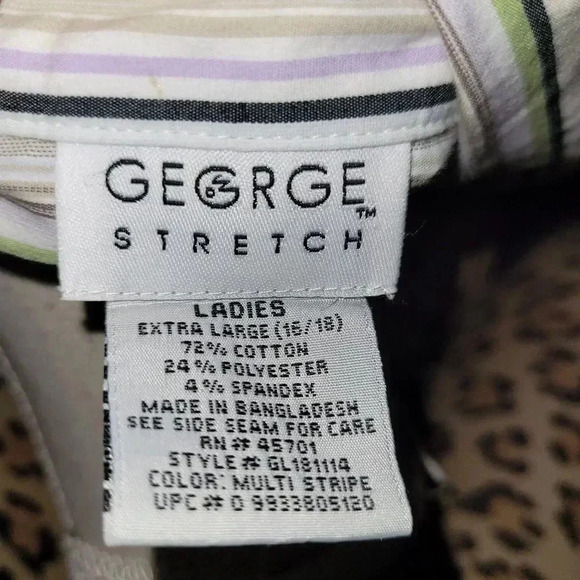 GEORGE
STRETCH
TM
LADIES
EXTRA LARGE (16/18)
72% COTTON
24% POLYESTER
4% SPANDEX
MADE IN BANGLADESH
SEE SIDE SEAM FOR CARE
RN# 45701
STYLE# GL181114
COLOR: MULTI STRIPE
UPC# 0 9933805120